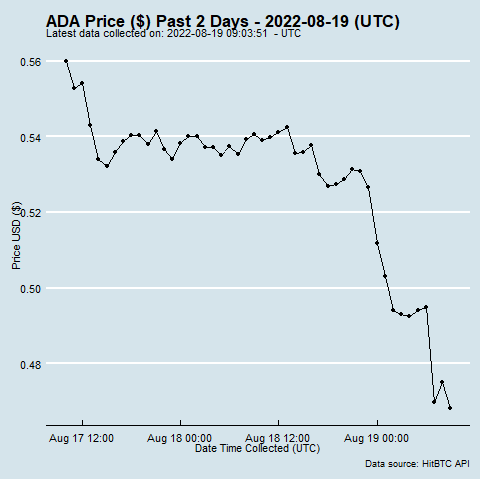 ADA Price ($) Past 2 Days - 2022-08-19 (UTC)
Latest data collected on: 2022-08-19 09:03:51 - UTC
0.56
0.54
0.52
0.50
0.48
Price USD ($)
Aug 17 12:00 Aug 18 00:00 Aug 18 12:00 Aug 19 00:00
Date Time Collected (UTC)
Data source: HitBTC API